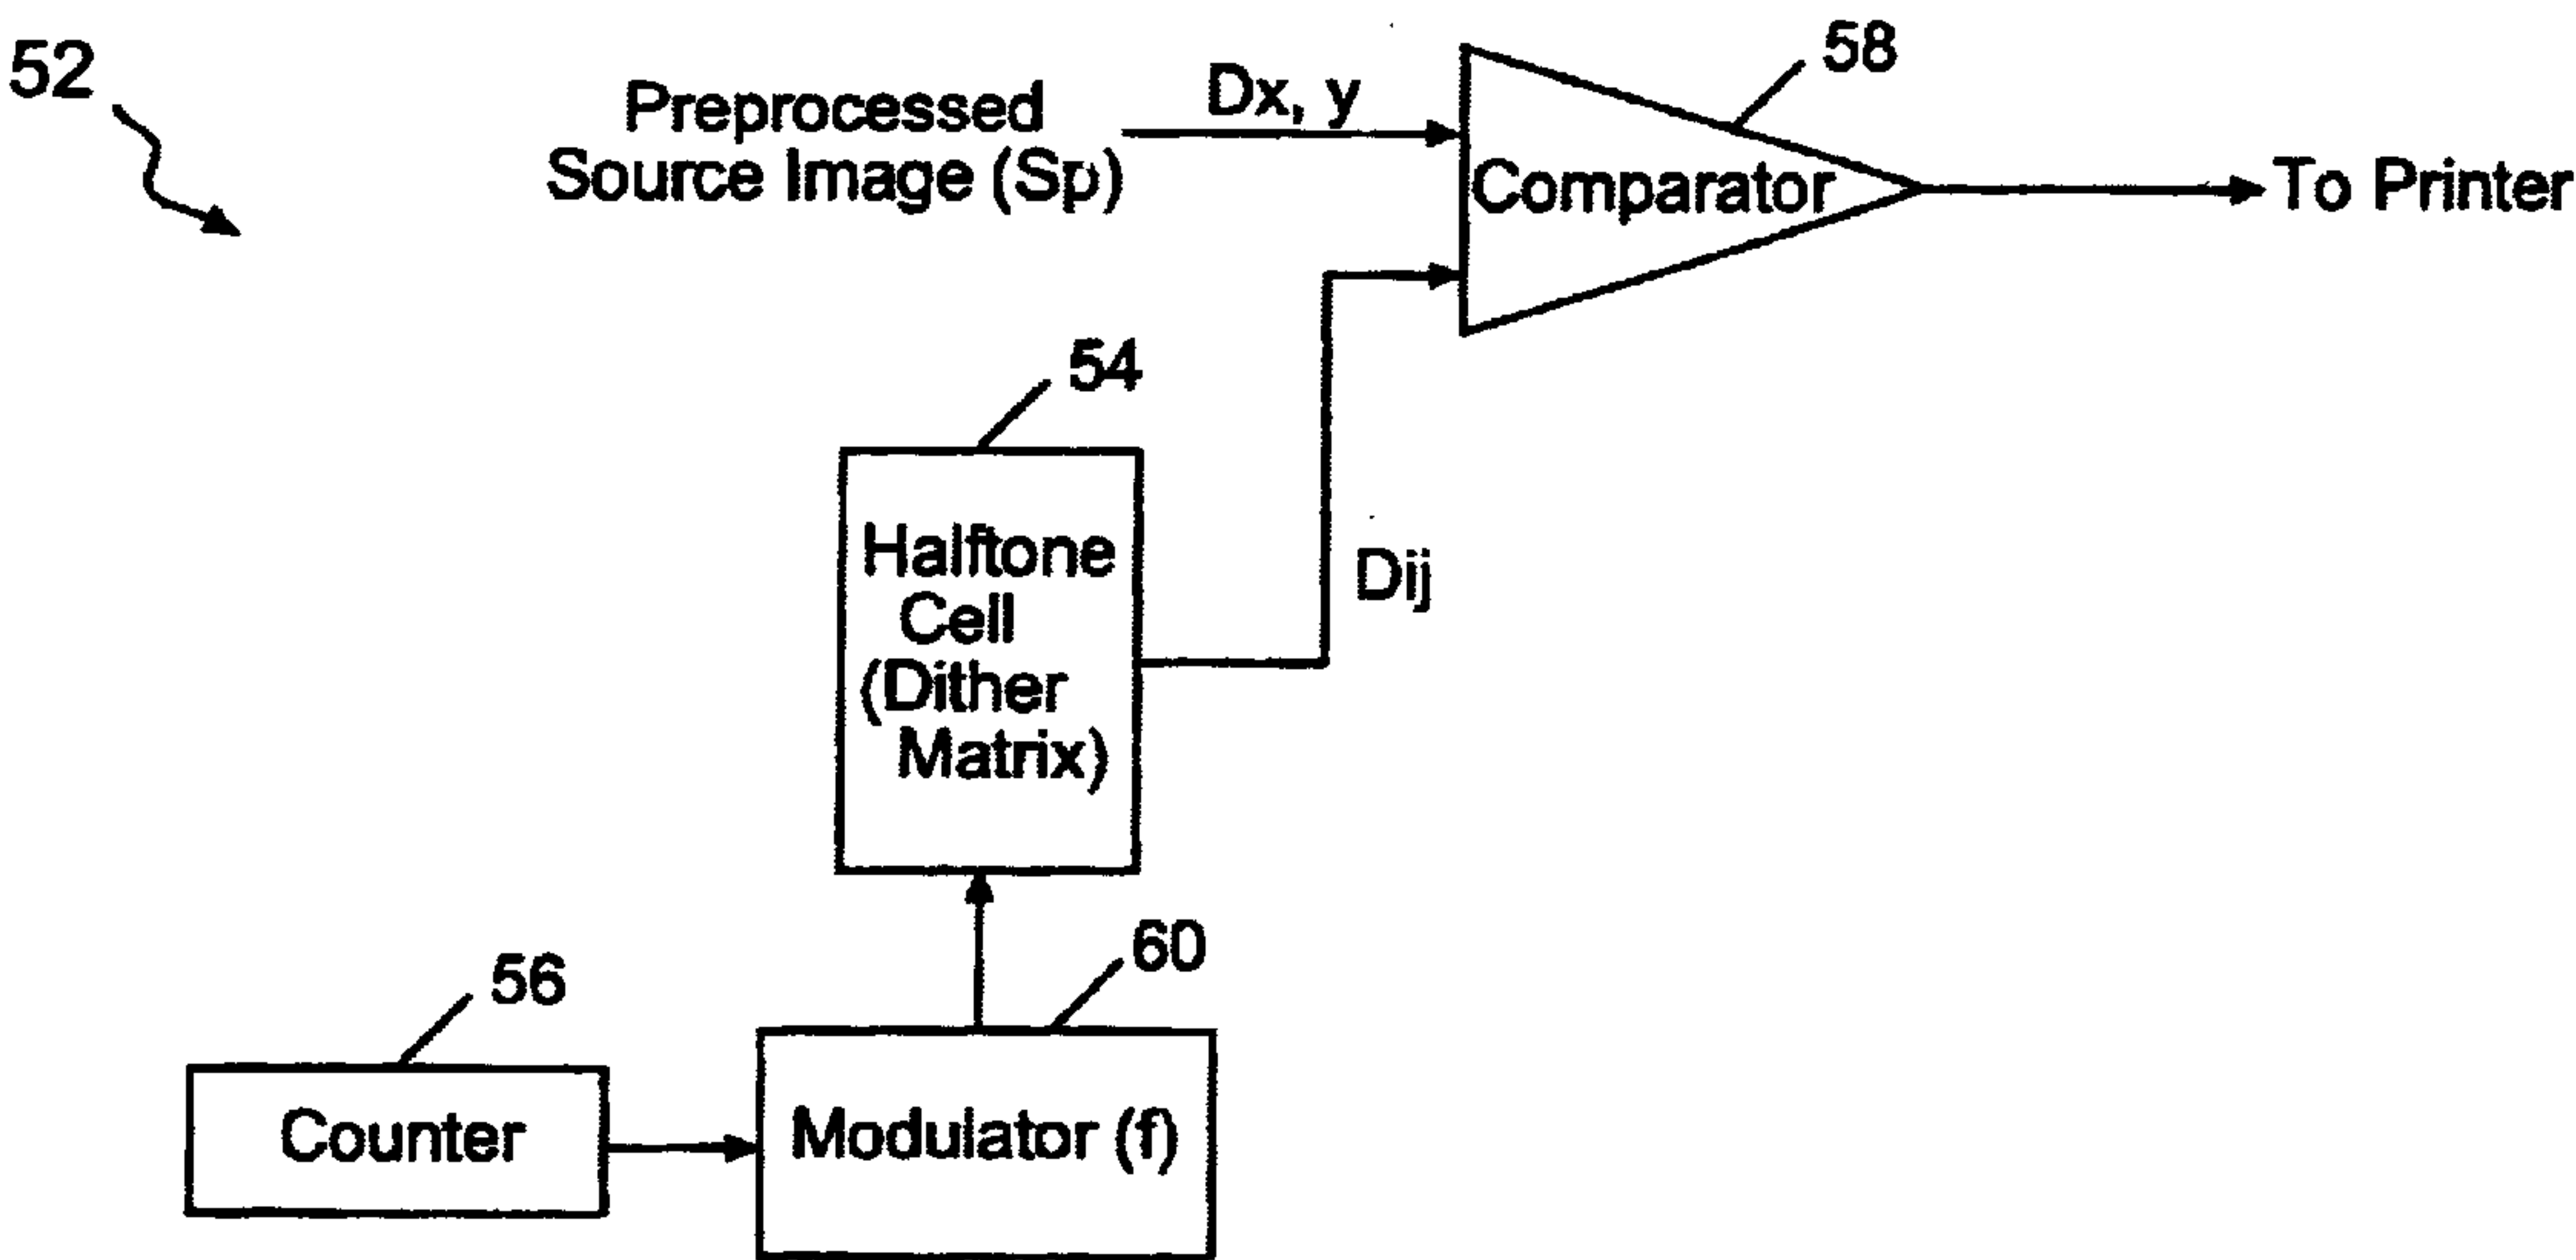 52
Preprocessed
Source Image (Sp)
Dx, y
58
Comparator
To Printer
54
Halftone
Cell
(Dither
Matrix)
Dij
60
56
Counter
Modulator (f)